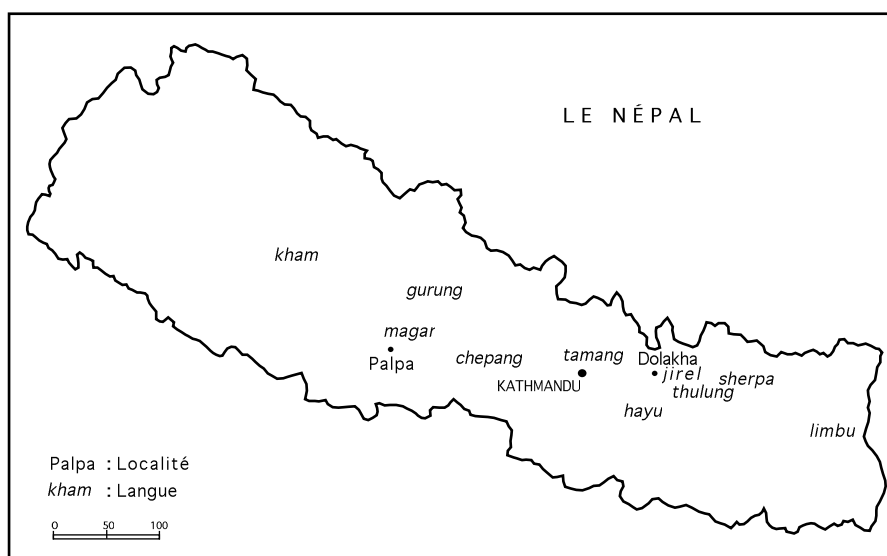 LE NÉPAL
kham
gurung
magar
Palpa
chepang
tamang
KATHMANDU
Dolakha
jirel
sherpa
thulung
hayu
limbu
Palpa : Localité
kham : Langue
0 50 100